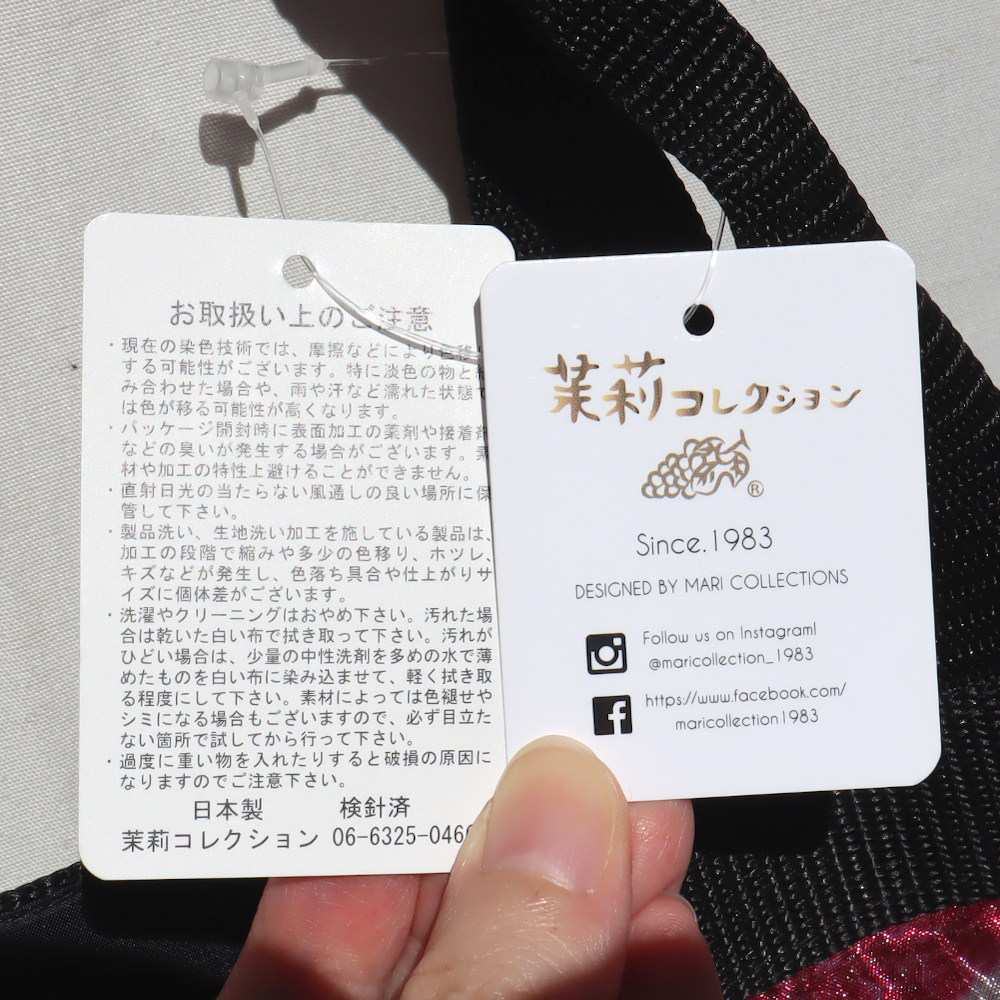 お取扱い上のご注意
・現在の染色技術では、摩擦などにより色移
する可能性がございます。特に淡色の物と
み合わせた場合や、雨や汗など濡れた状態で
は色が移る可能性が高くなります。
・パッケージ開封時に表面加工の薬剤や接着剤
などの臭いが発生する場合がございます。素
材や加工の特性上避けることができません。
・直射日光の当たらない風通しの良い場所に保
管して下さい。
・製品洗い、生地洗い加工を施している製品は、
加工の段階で縮みや多少の色移り、ホツレ、
キズなどが発生し、色落ち具合や仕上がりサ
イズに個体差がございます。
・洗濯やクリーニングはおやめ下さい。汚れた場
合は乾いた白い布で拭き取って下さい。汚れが
ひどい場合は、少量の中性洗剤を多めの水で薄
めたものを白い布に染み込ませて、軽く拭き取
る程度にして下さい。素材によっては色褪せや
シミになる場合もございますので、必ず目立た
ない箇所で試してから行って下さい。
・過度に重い物を入れたりすると破損の原因に
なりますのでご注意下さい。
日本製 検針済
茉莉コレクション 06-6325-046
茉莉コレクション
®
Since.1983
DESIGNED BY MARI COLLECTIONS
Follow us on Instagram!
@maricollection_1983
https://www.facebook.com/
maricollection1983